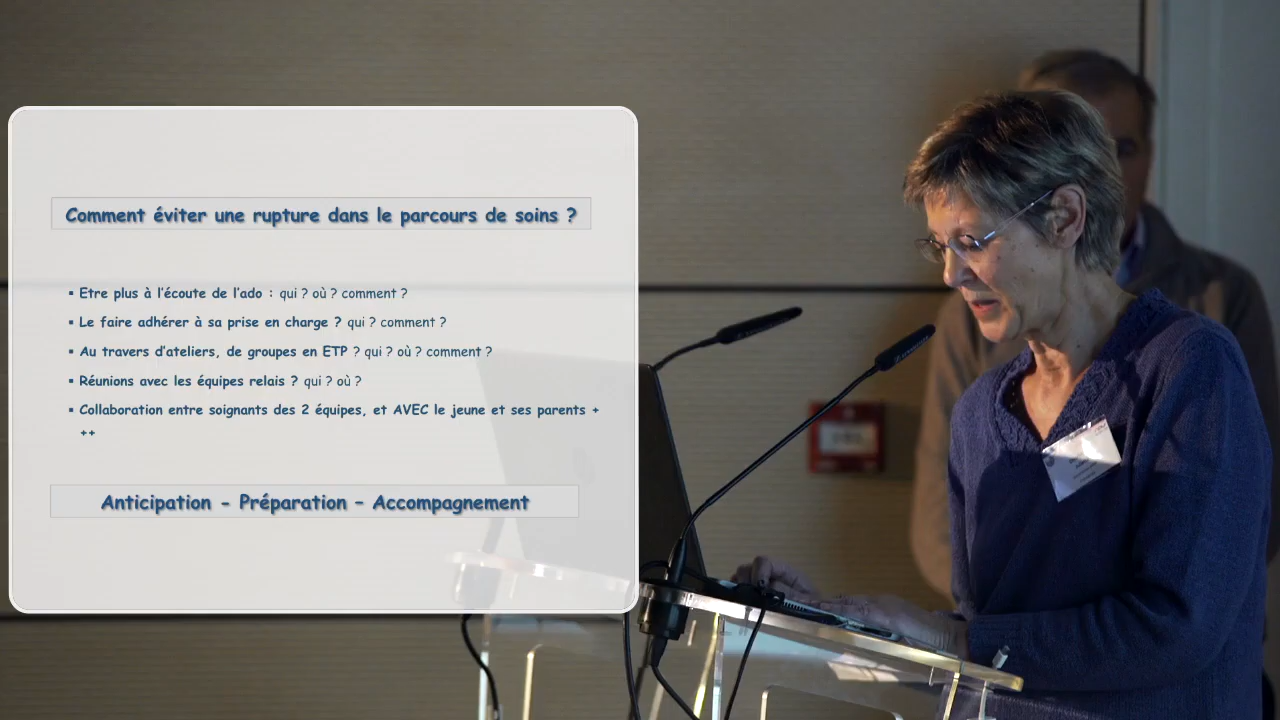 Comment éviter une rupture dans le parcours de soins ?
▪ Etre plus à l'écoute de l'ado : qui ? où ? comment ?
▪ Le faire adhérer à sa prise en charge ? qui ? comment ?
▪ Au travers d'ateliers, de groupes en ETP ? qui ? où ? comment ?
▪ Réunions avec les équipes relais ? qui ? où ?
▪ Collaboration entre soignants des 2 équipes, et AVEC le jeune et ses parents +
++
Anticipation - Préparation – Accompagnement